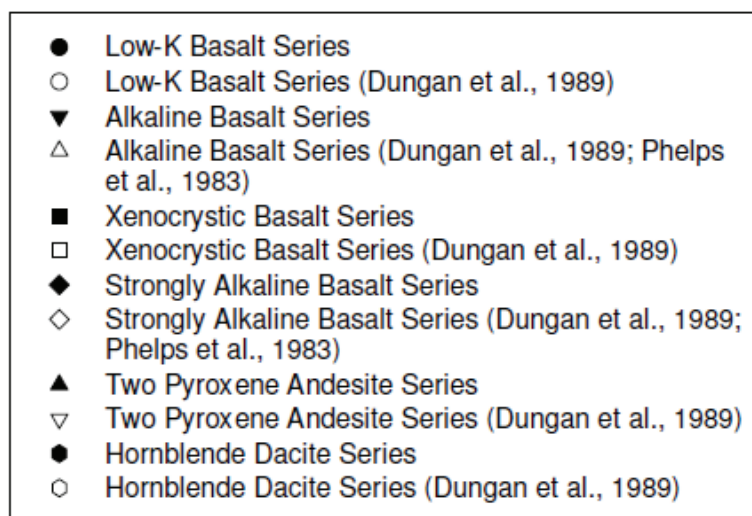 Low-K Basalt Series
Low-K Basalt Series (Dungan et al., 1989)
Alkaline Basalt Series
Alkaline Basalt Series (Dungan et al., 1989; Phelps
et al., 1983)
Xenocrystic Basalt Series
Xenocrystic Basalt Series (Dungan et al., 1989)
Strongly Alkaline Basalt Series
Strongly Alkaline Basalt Series (Dungan et al., 1989;
Phelps et al., 1983)
Two Pyroxene Andesite Series
Two Pyroxene Andesite Series (Dungan et al., 1989)
Hornblende Dacite Series
Hornblende Dacite Series (Dungan et al., 1989)